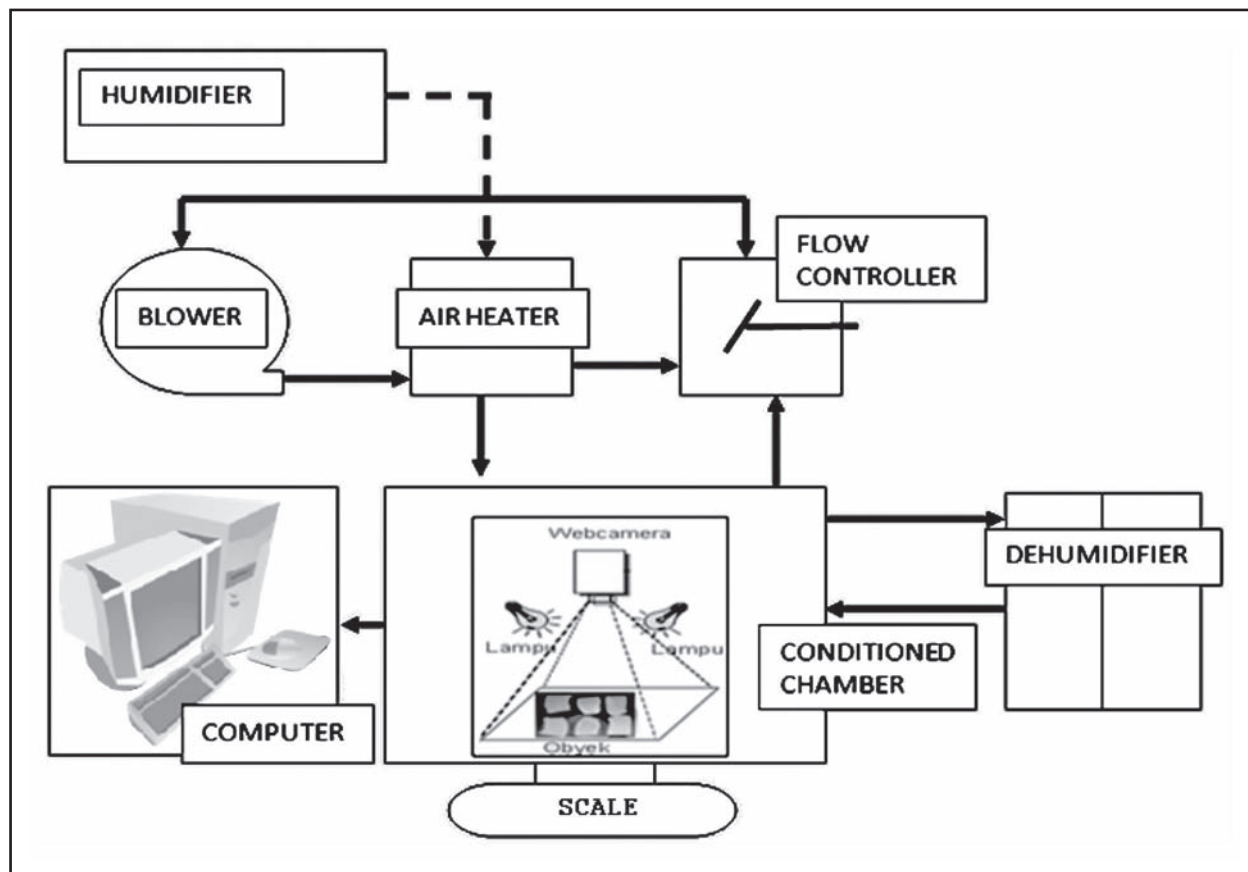 HUMIDIFIER
FLOW
CONTROLLER
BLOWER
AIR HEATER
Webcamera
DEHUMIDIFIER
Lampu
Lampu
CONDITIONED
CHAMBER
COMPUTER
Obyek
SCALE